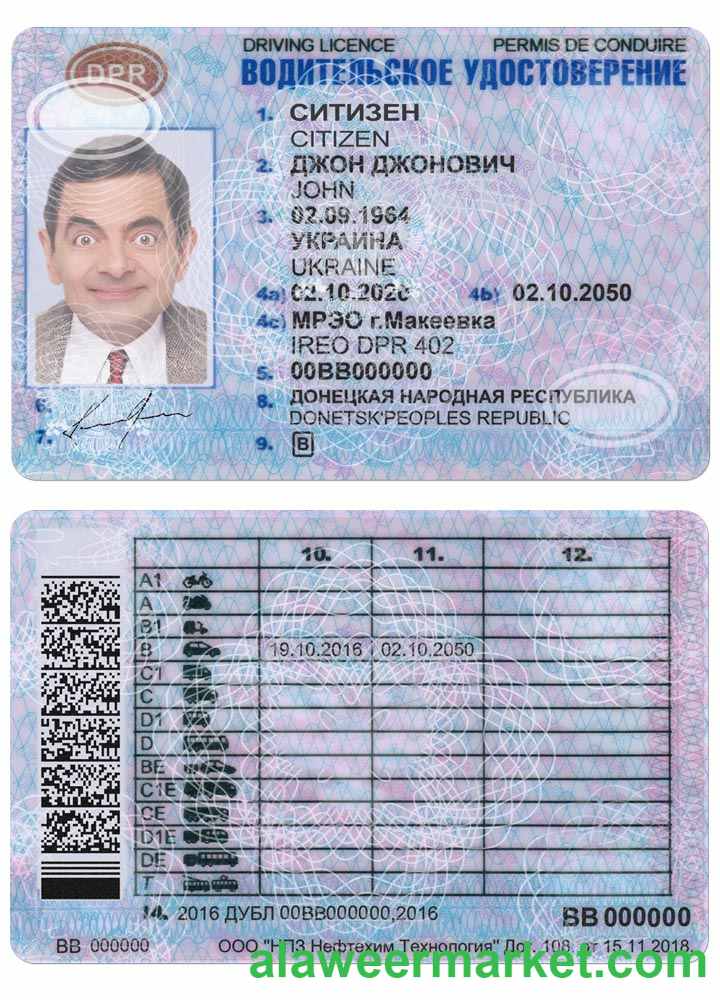 DPR
DRIVING LICENCE PERMIS DE CONDUIRE
ВОДИТЕЛЬСКОЕ УДОСТОВЕРЕНИЕ
1. СИТИЗЕН
CITIZEN
2. ДЖОН ДЖОНОВИЧ
JOHN
3. 02.09.1964
УКРАИНА
UKRAINE
4a) 02.10.2020 4b) 02.10.2050
4c) МРЭО г.Макеевка
IREO DPR 402
5. 00BB000000
6.
8. ДОНЕЦКАЯ НАРОДНАЯ РЕСПУБЛИКА
DONETSK'PEOPLES REPUBLIC
7.
9. B
10. 11. 12.
A1
A
B1
B 19.10.2016 02.10.2050
C1
C
D1
D
BE
C1E
CE
D1E
DE
T
14. 2016 ДУБЛ 00BB000000,2016
BB 000000
BB 000000 ООО "НПЗ Нефтехим Технология" Дог. 108, от 15.11.2018.
alaweermarket.com